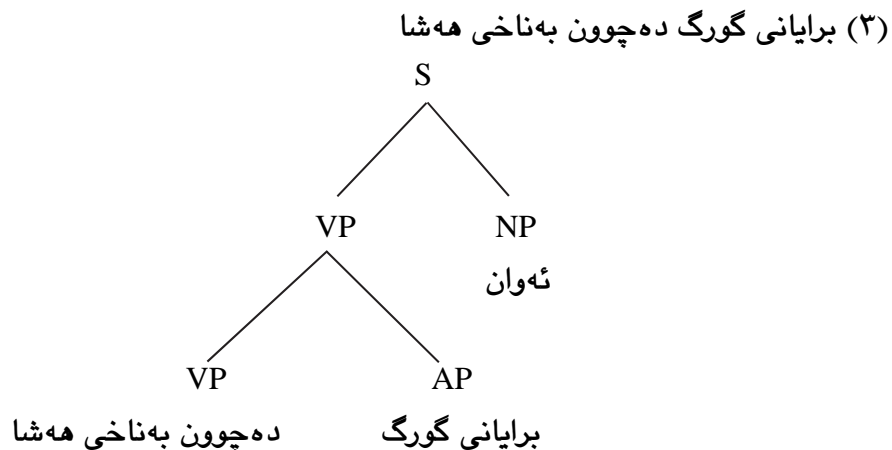 (٣) برایانی گورگ دەچوون بەناخی هەشا
S
VP NP
ئەوان
VP AP
دەچوون بەناخی هەشا برایانی گورگ